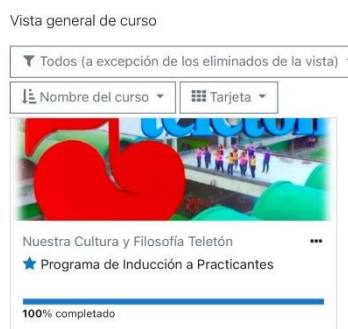 Vista general de curso
Todos (a excepción de los eliminados de la vista)
Nombre del curso
Tarjeta
teletón
Nuestra Cultura y Filosofía Teletón
Programa de Inducción a Practicantes
100% completado